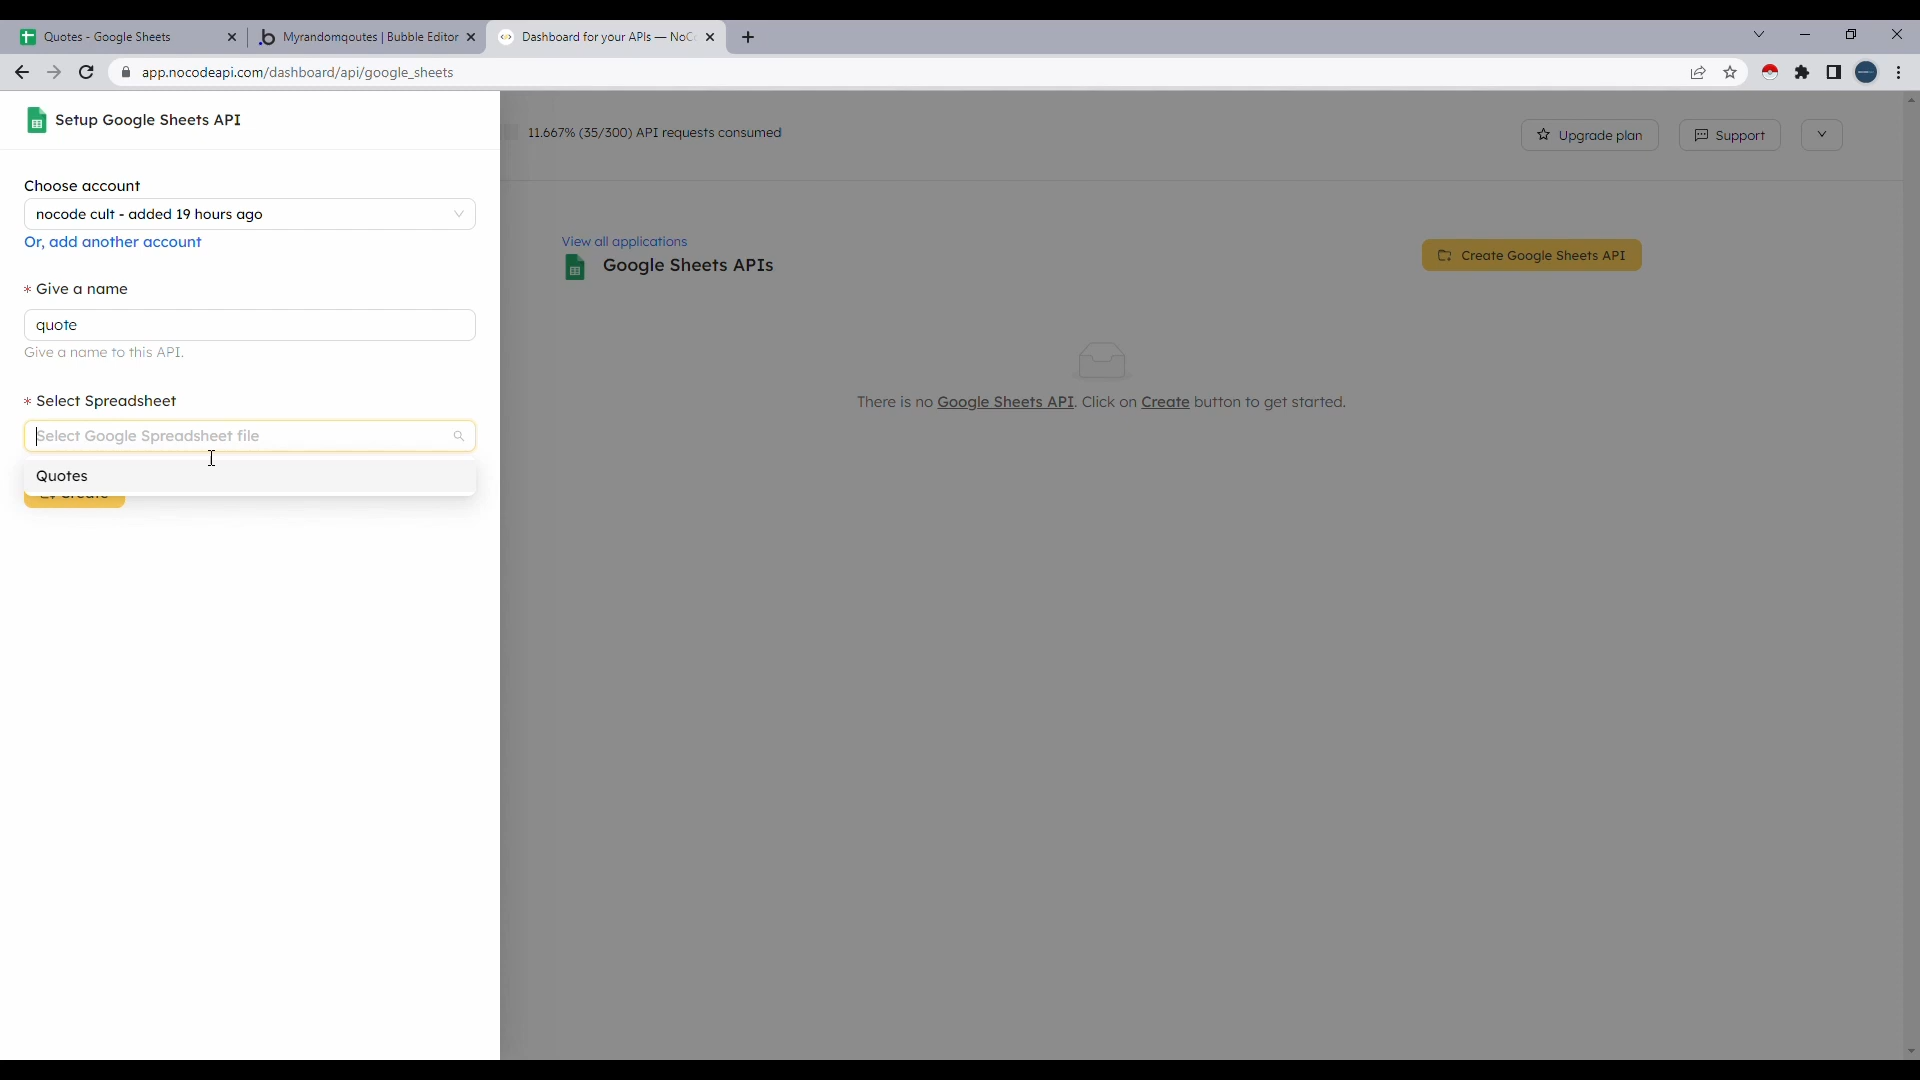 Quotes - Google Sheets
Myrandomqoutes | Bubble Editor
Dashboard for your APIs — NoC
app.nocodeapi.com/dashboard/api/google_sheets
Setup Google Sheets API
11.667% (35/300) API requests consumed
Upgrade plan
Support
Choose account
nocode cult - added 19 hours ago
Or, add another account
View all applications
Google Sheets APIs
Create Google Sheets API
* Give a name
quote
Give a name to this API.
There is no Google Sheets API. Click on Create button to get started.
* Select Spreadsheet
Select Google Spreadsheet file
Quotes
Create